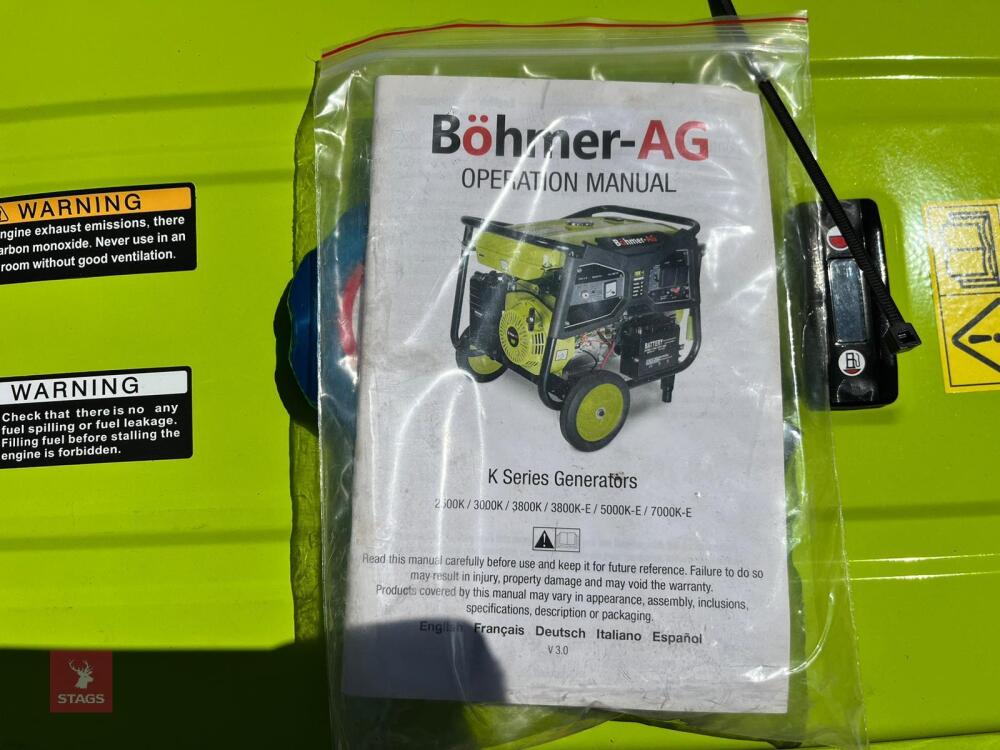 WARNING
ngine exhaust emissions, there
arbon monoxide. Never use in an
room without good ventilation.
WARNING
Check that there is no any
fuel spilling or fuel leakage.
Filling fuel before stalling the
engine is forbidden.
Böhmer-AG
OPERATION MANUAL
Böhmer-AG
BATTERY
K Series Generators
2500K / 3000K / 3800K / 3800K-E / 5000K-E / 7000K-E
Read this manual carefully before use and keep it for future reference. Failure to do so
may result in injury, property damage and may void the warranty.
Products covered by this manual may vary in appearance, assembly, inclusions,
specifications, description or packaging.
English Français Deutsch Italiano Español
V 3.0
STAGS